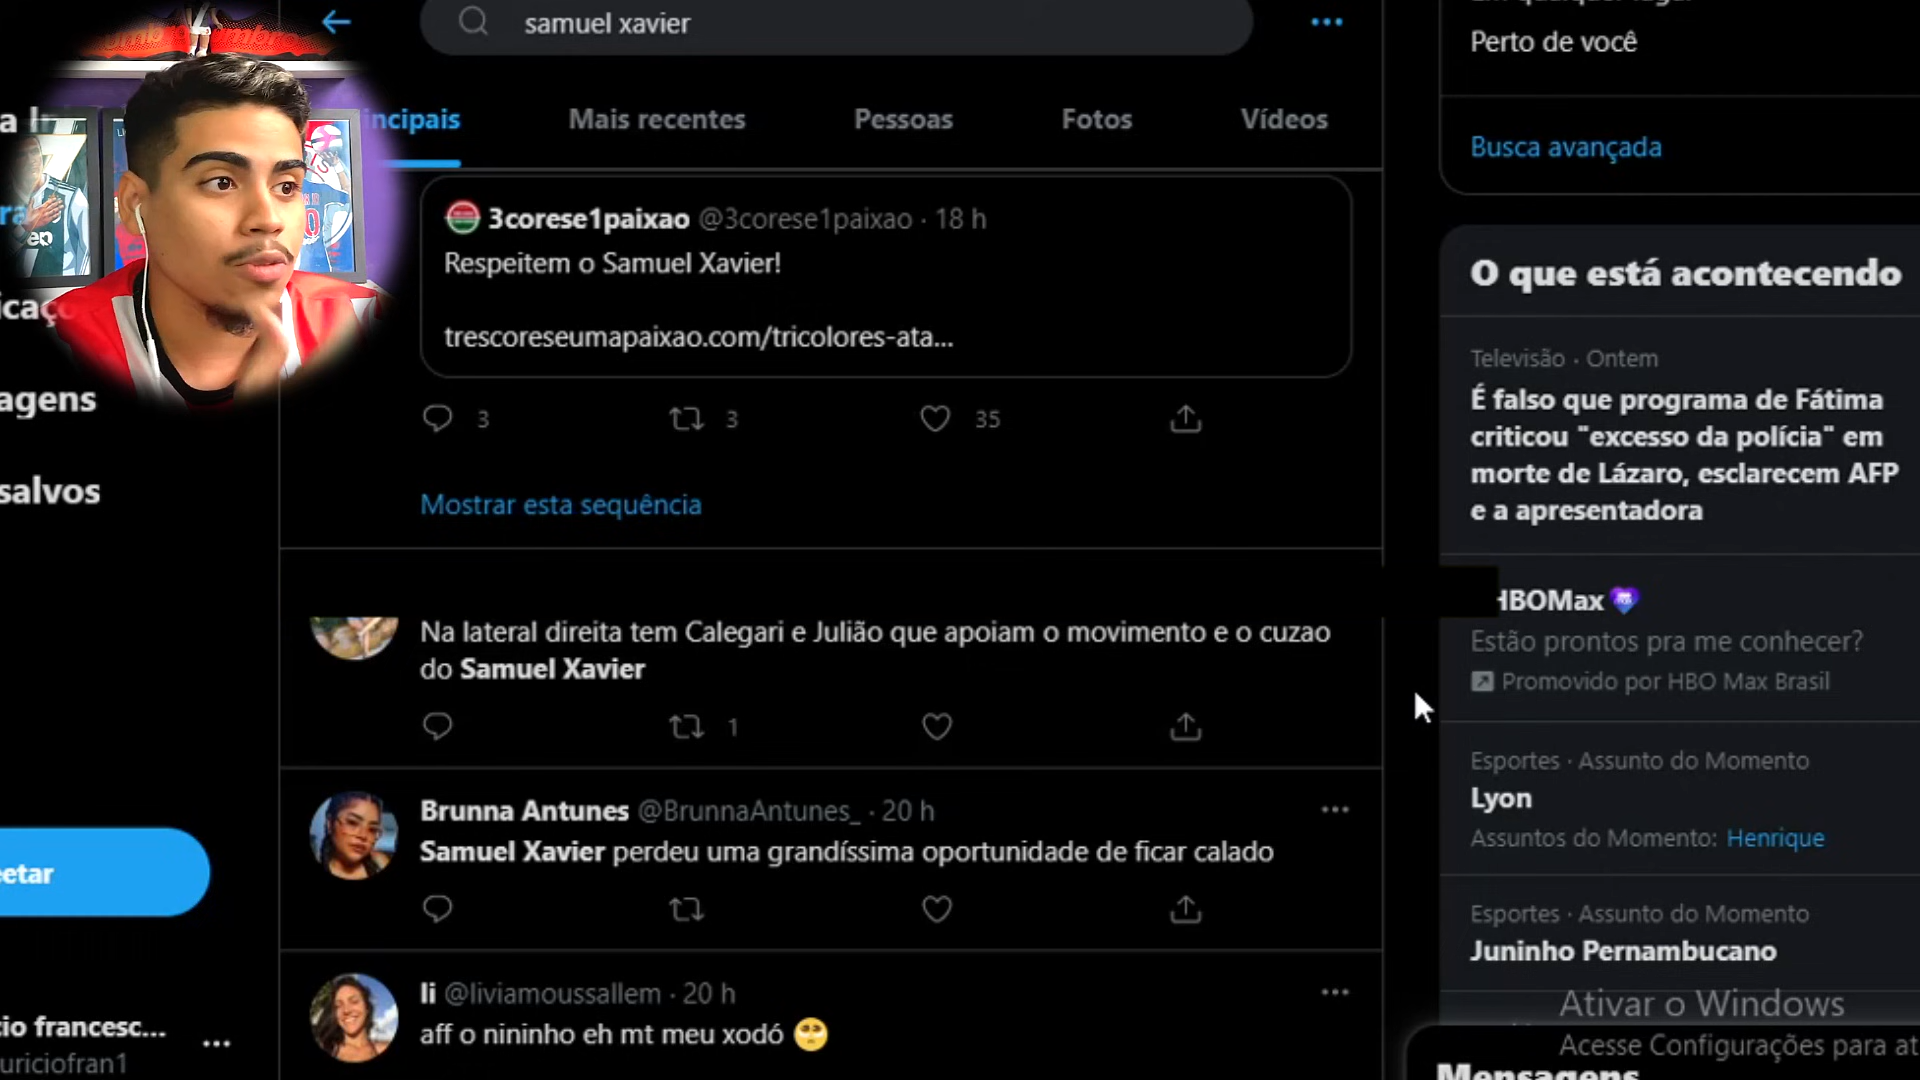 samuel xavier
ncipais
Mais recentes
Pessoas
Fotos
Vídeos
3corese1paixao @3corese1paixao · 18 h
Respeitem o Samuel Xavier!
trescoreseumapaixao.com/tricolores-ata...
3
3
35
Mostrar esta sequência
Na lateral direita tem Calegari e Julião que apoiam o movimento e o cuzao
do Samuel Xavier
1
Brunna Antunes @BrunnaAntunes_ · 20 h
Samuel Xavier perdeu uma grandíssima oportunidade de ficar calado
li @liviamoussallem · 20 h
aff o nininho eh mt meu xodó 🥺
icaç
agens
salvos
etar
cio francesc...
uriciofran1
Perto de você
Busca avançada
O que está acontecendo
Televisão · Ontem
É falso que programa de Fátima
criticou "excesso da polícia" em
morte de Lázaro, esclarecem AFP
e a apresentadora
HBOMax
Estão prontos pra me conhecer?
Promovido por HBO Max Brasil
Esportes · Assunto do Momento
Lyon
Assuntos do Momento: Henrique
Esportes · Assunto do Momento
Juninho Pernambucano
Ativar o Windows
Acesse Configurações para at
Mensagens